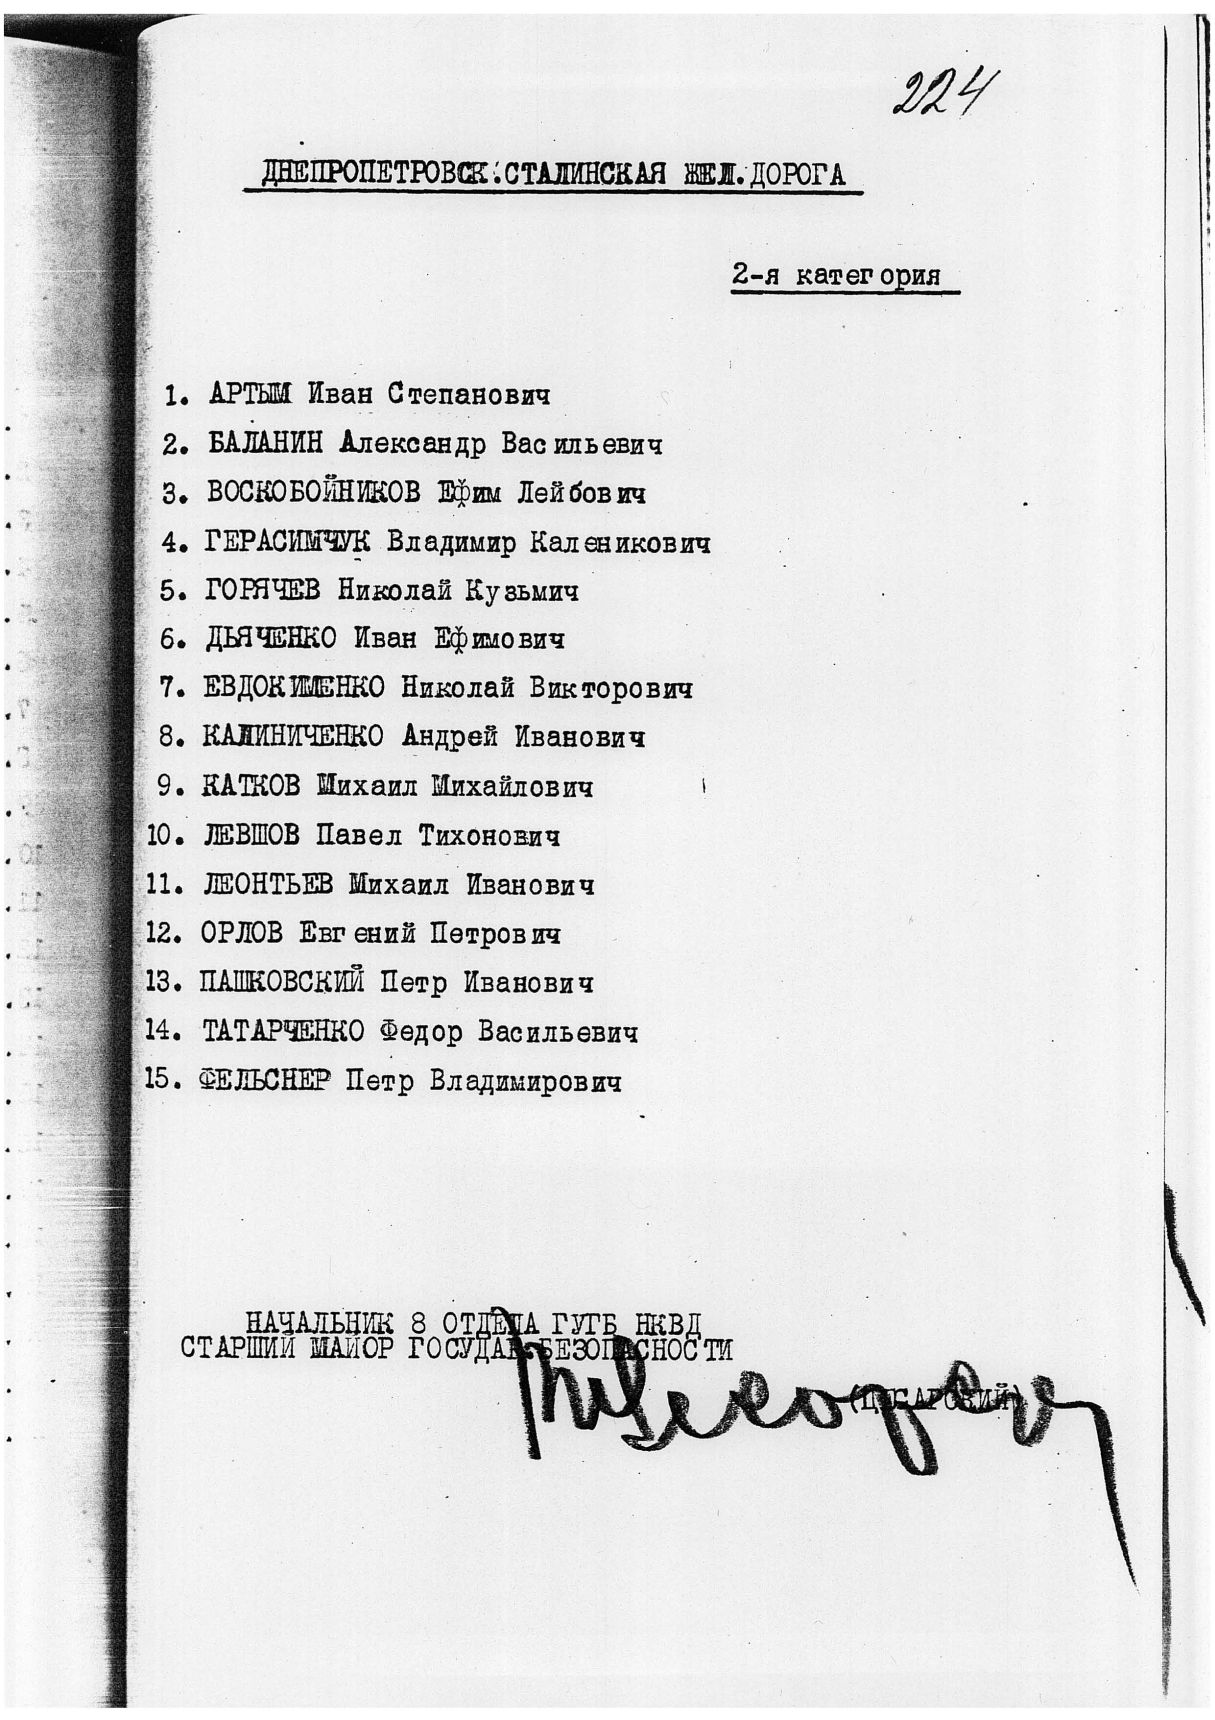 224
ДНЕПРОПЕТРОВСК.СТАЛИНСКАЯ ЖЕЛ.ДОРОГА
2-я категория
1. АРТЫМ Иван Степанович
2. БАЛАНИН Александр Васильевич
3. ВОСКОБОЙНИКОВ Ефим Лейбович
4. ГЕРАСИМЧУК Владимир Каленикович
5. ГОРЯЧЕВ Николай Кузьмич
6. ДЬЯЧЕНКО Иван Ефимович
7. ЕВДОКИМЕНКО Николай Викторович
8. КАЛИНИЧЕНКО Андрей Иванович
9. КАТКОВ Михаил Михайлович
10. ЛЕВШОВ Павел Тихонович
11. ЛЕОНТЬЕВ Михаил Иванович
12. ОРЛОВ Евгений Петрович
13. ПАШКОВСКИЙ Петр Иванович
14. ТАТАРЧЕНКО Федор Васильевич
15. ФЕЛЬСНЕР Петр Владимирович
НАЧАЛЬНИК 8 ОТДЕЛА ГУГБ НКВД
СТАРШИЙ МАЙОР ГОСУДАР.БЕЗОПАСНОСТИ
(ЦЕСАРСКИЙ)